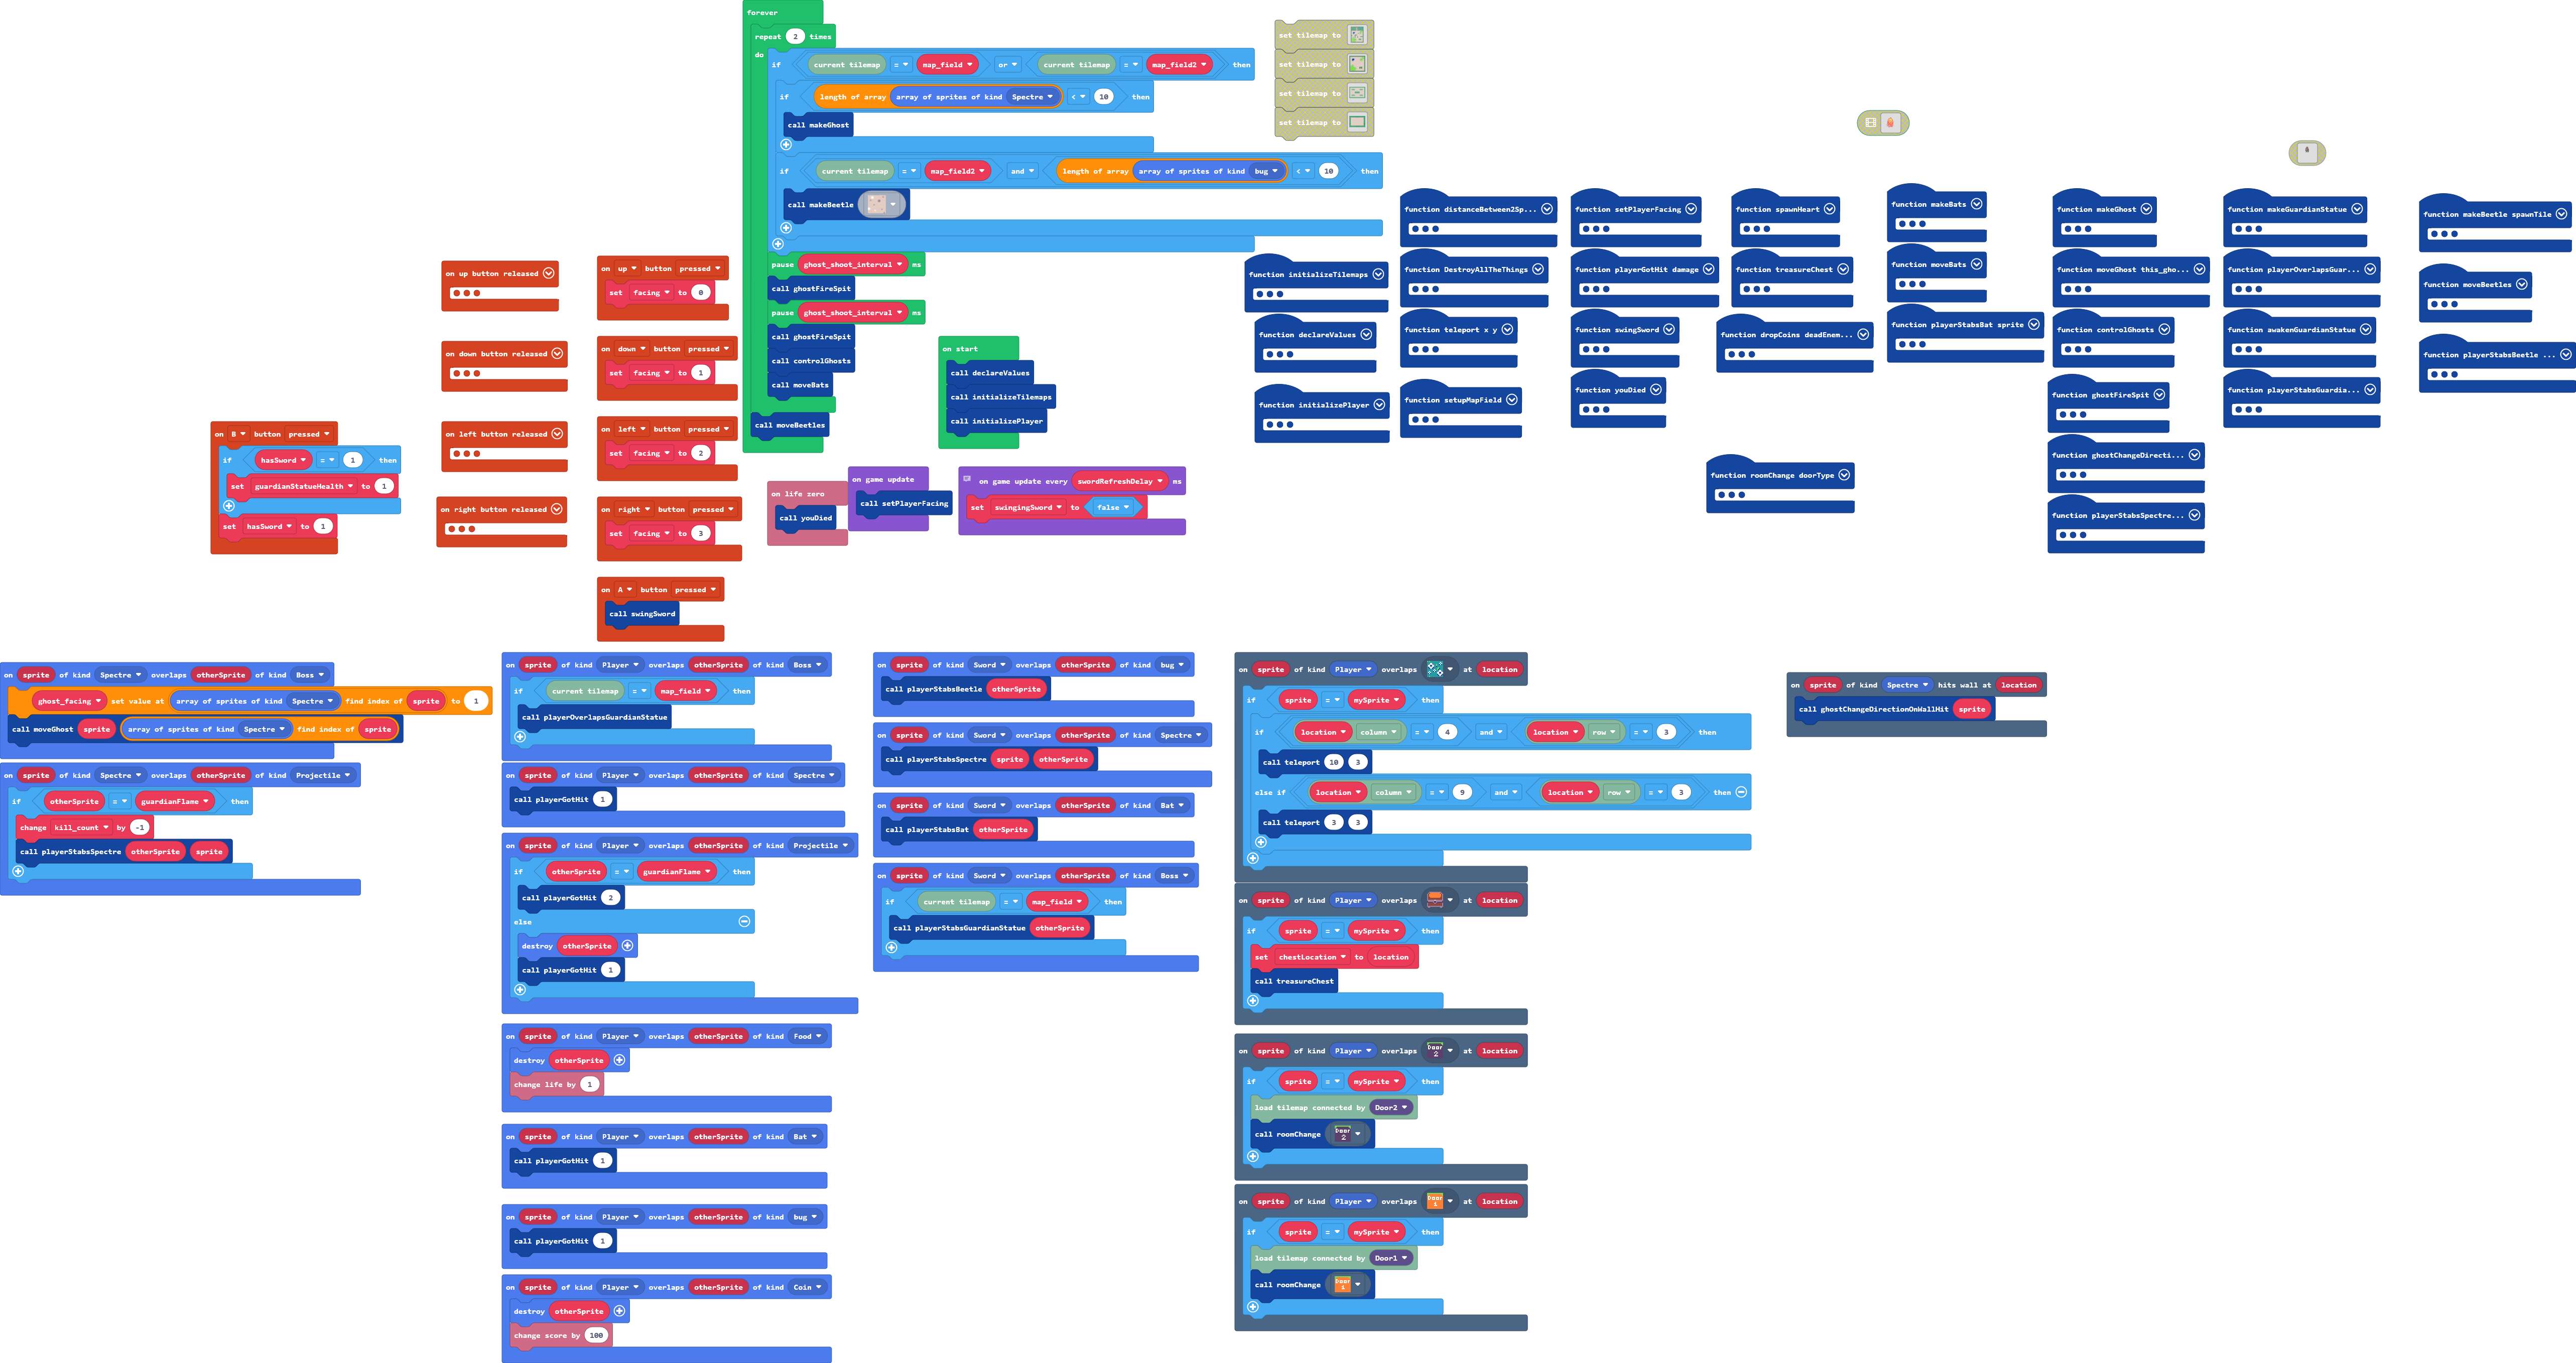 forever
repeat 2 times
do
if current tilemap = map_field or current tilemap = map_field2 then
if length of array array of sprites of kind Spectre < 10 then
call makeGhost
if current tilemap = map_field2 and length of array array of sprites of kind bug < 10 then
call makeBeetle
pause ghost_shoot_interval ms
call ghostFireSpit
pause ghost_shoot_interval ms
call ghostFireSpit
call controlGhosts
call moveBats
call moveBeetles
set tilemap to
set tilemap to
set tilemap to
set tilemap to
on start
call declareValues
call initializeTilemaps
call initializePlayer
on up button released
on down button released
on left button released
on right button released
on up button pressed
set facing to 0
on down button pressed
set facing to 1
on left button pressed
set facing to 2
on right button pressed
set facing to 3
on A button pressed
call swingSword
on B button pressed
if hasSword = 1 then
set guardianStatueHealth to 1
set hasSword to 1
on life zero
call youDied
on game update
call setPlayerFacing
on game update every swordRefreshDelay ms
set swingingSword to false
function initializeTilemaps
function declareValues
function initializePlayer
function distanceBetween2Sp...
function DestroyAllTheThings
function teleport x y
function setupMapField
function setPlayerFacing
function playerGotHit damage
function swingSword
function youDied
function spawnHeart
function treasureChest
function dropCoins deadEnem...
function roomChange doorType
function makeBats
function moveBats
function playerStabsBat sprite
function makeGhost
function moveGhost this_gho...
function controlGhosts
function ghostFireSpit
function ghostChangeDirecti...
function playerStabsSpectre...
function makeGuardianStatue
function playerOverlapsGuar...
function awakenGuardianStatue
function playerStabsGuardia...
function makeBeetle spawnTile
function moveBeetles
function playerStabsBeetle ...
on sprite of kind Spectre overlaps otherSprite of kind Boss
ghost_facing set value at array of sprites of kind Spectre find index of sprite to 1
call moveGhost sprite array of sprites of kind Spectre find index of sprite
on sprite of kind Spectre overlaps otherSprite of kind Projectile
if otherSprite = guardianFlame then
change kill_count by -1
call playerStabsSpectre otherSprite sprite
on sprite of kind Player overlaps otherSprite of kind Boss
if current tilemap = map_field then
call playerOverlapsGuardianStatue
on sprite of kind Player overlaps otherSprite of kind Spectre
call playerGotHit 1
on sprite of kind Player overlaps otherSprite of kind Projectile
if otherSprite = guardianFlame then
call playerGotHit 2
else
destroy otherSprite
call playerGotHit 1
on sprite of kind Player overlaps otherSprite of kind Food
destroy otherSprite
change life by 1
on sprite of kind Player overlaps otherSprite of kind Bat
call playerGotHit 1
on sprite of kind Player overlaps otherSprite of kind bug
call playerGotHit 1
on sprite of kind Player overlaps otherSprite of kind Coin
destroy otherSprite
change score by 100
on sprite of kind Sword overlaps otherSprite of kind bug
call playerStabsBeetle otherSprite
on sprite of kind Sword overlaps otherSprite of kind Spectre
call playerStabsSpectre sprite otherSprite
on sprite of kind Sword overlaps otherSprite of kind Bat
call playerStabsBat otherSprite
on sprite of kind Sword overlaps otherSprite of kind Boss
if current tilemap = map_field then
call playerStabsGuardianStatue otherSprite
on sprite of kind Player overlaps at location
if sprite = mySprite then
if location column = 4 and location row = 3 then
call teleport 10 3
else if location column = 9 and location row = 3 then
call teleport 3 3
on sprite of kind Player overlaps at location
if sprite = mySprite then
set chestLocation to location
call treasureChest
on sprite of kind Player overlaps Door 2 at location
if sprite = mySprite then
load tilemap connected by Door2
call roomChange Door 2
on sprite of kind Player overlaps Door 1 at location
if sprite = mySprite then
load tilemap connected by Door1
call roomChange Door 1
on sprite of kind Spectre hits wall at location
call ghostChangeDirectionOnWallHit sprite